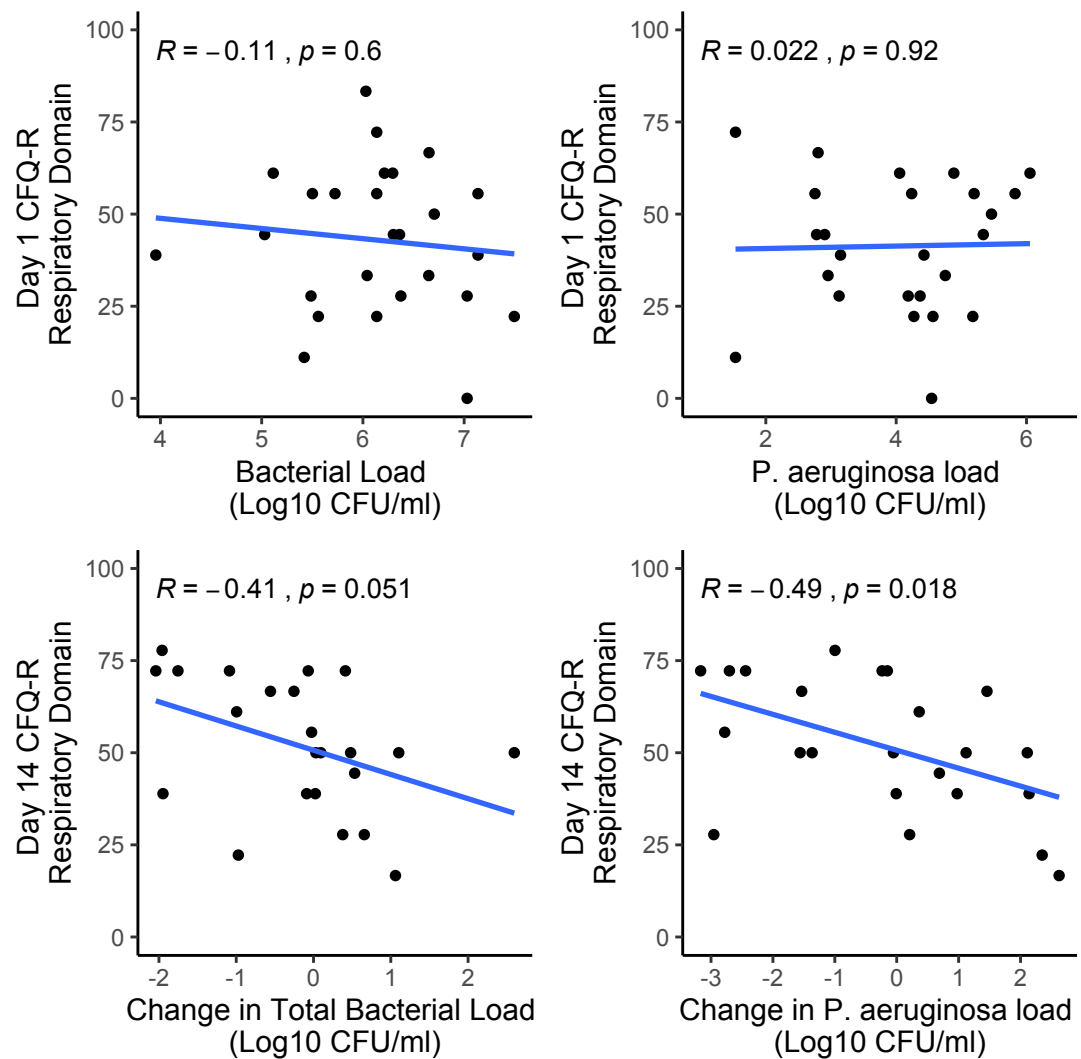 R = −0.11 , p = 0.6
100
75
50
25
0
Day 1 CFQ-R
Respiratory Domain
4 5 6 7
Bacterial Load
(Log10 CFU/ml)
R = 0.022 , p = 0.92
100
75
50
25
0
Day 1 CFQ-R
Respiratory Domain
2 4 6
P. aeruginosa load
(Log10 CFU/ml)
R = −0.41 , p = 0.051
100
75
50
25
0
Day 14 CFQ-R
Respiratory Domain
-2 -1 0 1 2
Change in Total Bacterial Load
(Log10 CFU/ml)
R = −0.49 , p = 0.018
100
75
50
25
0
Day 14 CFQ-R
Respiratory Domain
-3 -2 -1 0 1 2
Change in P. aeruginosa load
(Log10 CFU/ml)